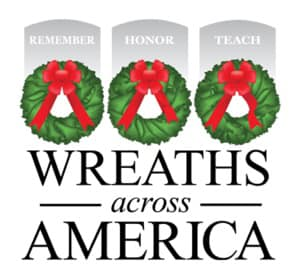 REMEMBER HONOR TEACH
WREATHS
across
AMERICA